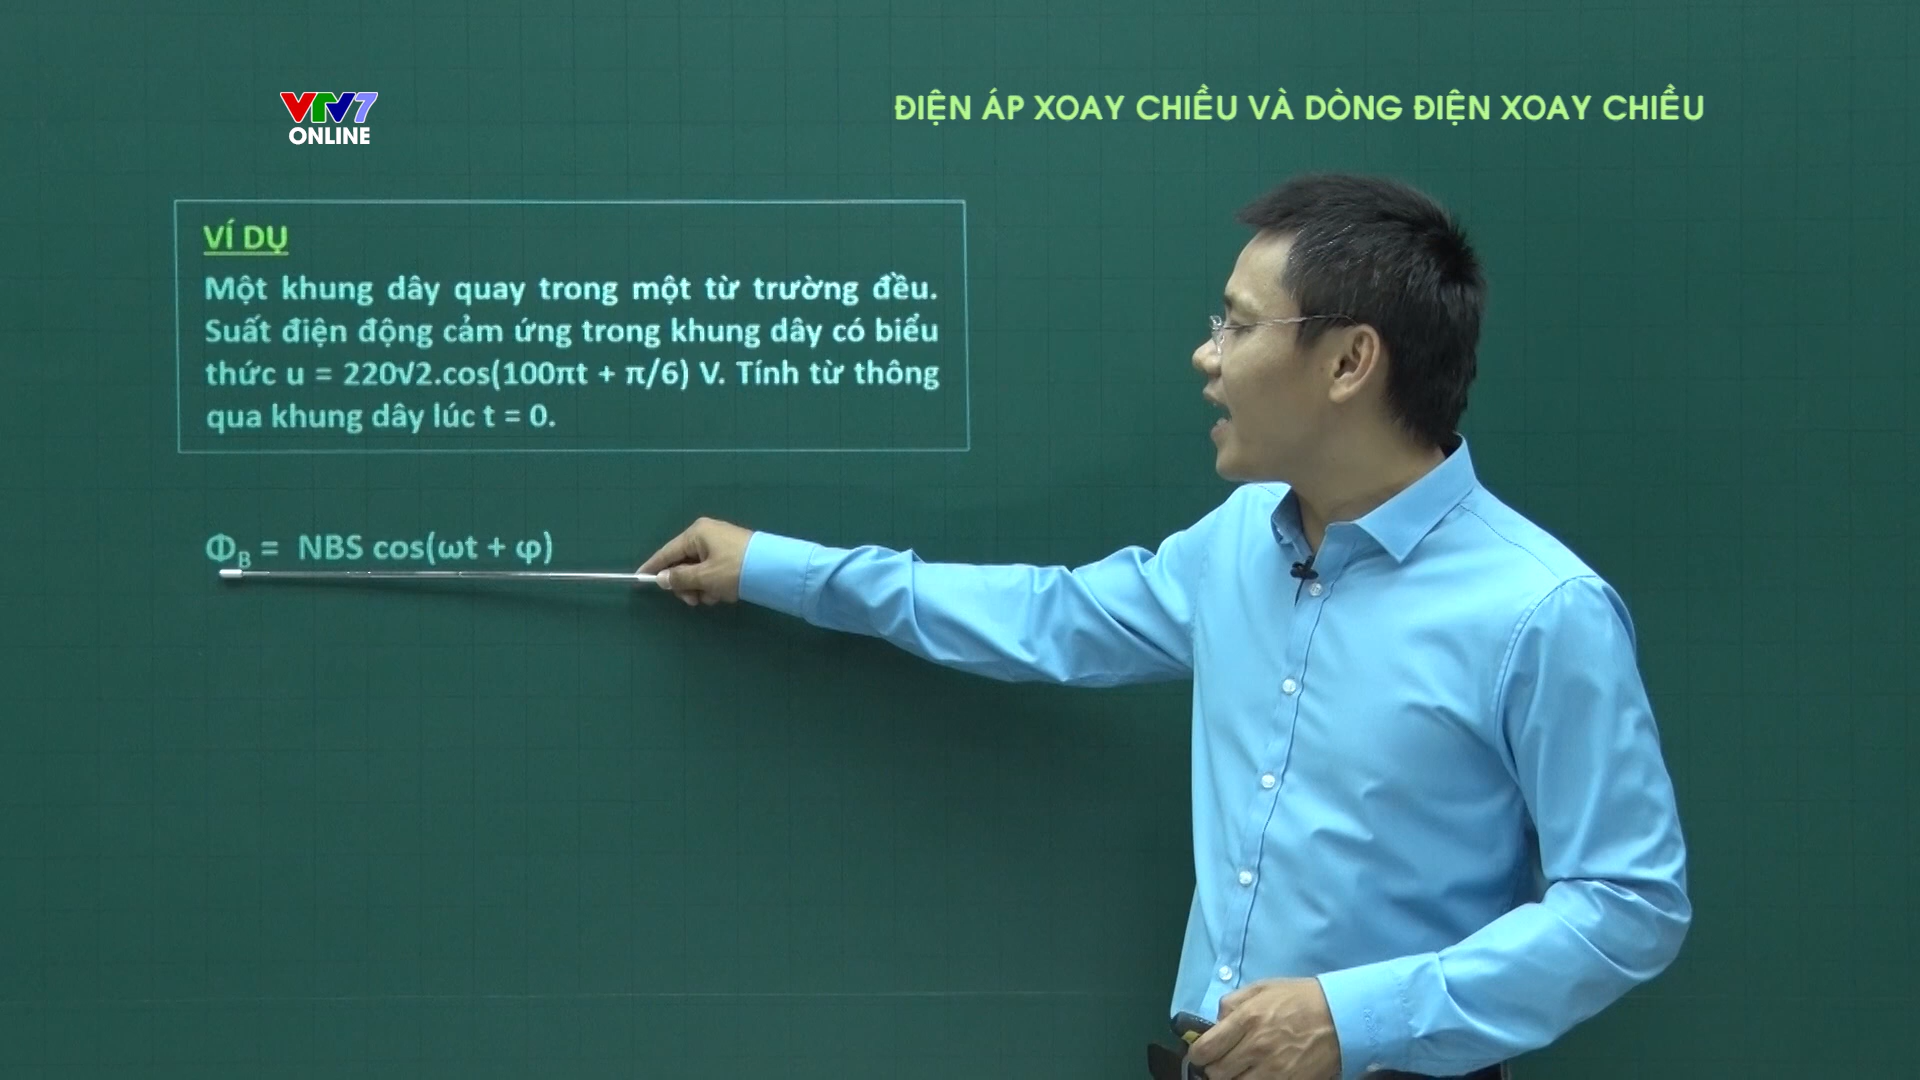 VTV7
ONLINE
ĐIỆN ÁP XOAY CHIỀU VÀ DÒNG ĐIỆN XOAY CHIỀU
VÍ DỤ
Một khung dây quay trong một từ trường đều.
Suất điện động cảm ứng trong khung dây có biểu
thức u = 220√2.cos(100πt + π/6) V. Tính từ thông
qua khung dây lúc t = 0.
Φ_B = NBS cos(ωt + φ)